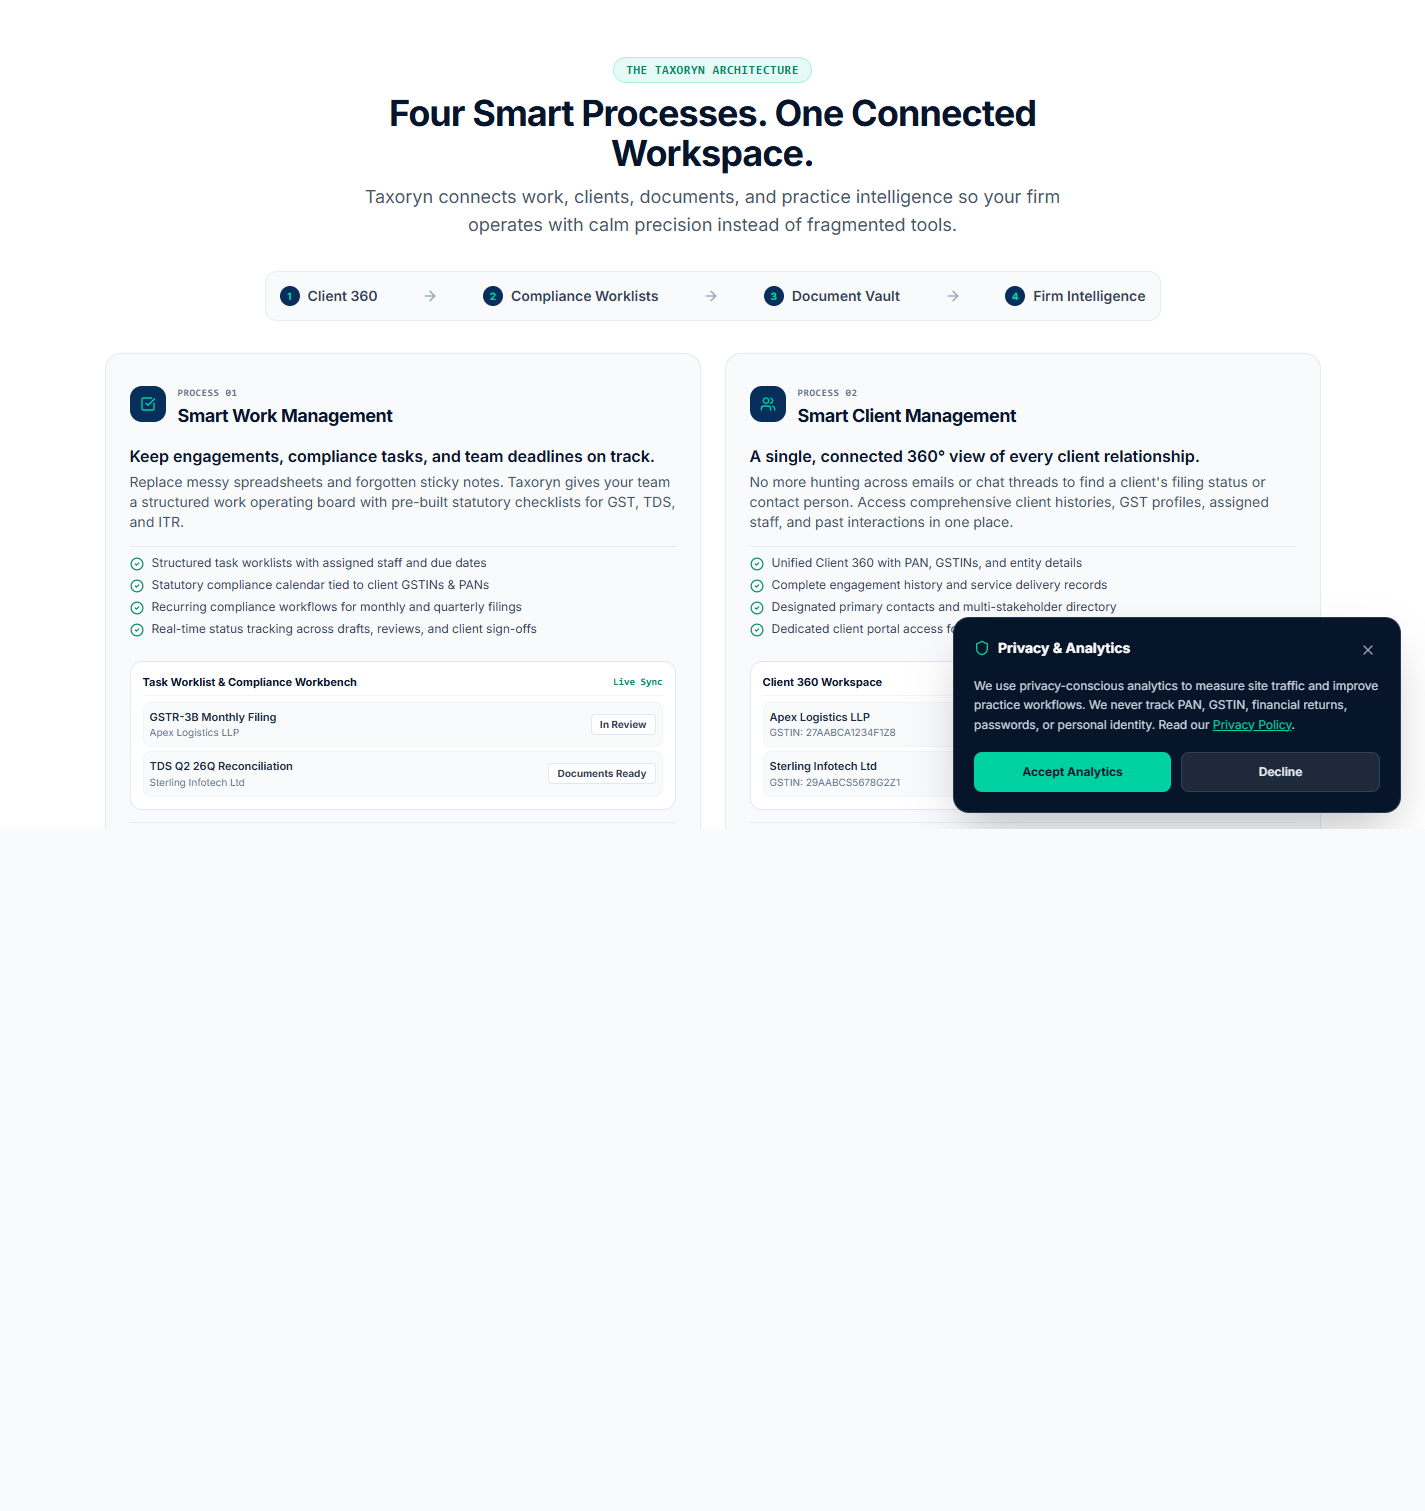 THE TAXORYN ARCHITECTURE
Four Smart Processes. One Connected
Workspace.
Taxoryn connects work, clients, documents, and practice intelligence so your firm
operates with calm precision instead of fragmented tools.
1 Client 360 → 2 Compliance Worklists → 3 Document Vault → 4 Firm Intelligence
PROCESS 01
Smart Work Management
Keep engagements, compliance tasks, and team deadlines on track.
Replace messy spreadsheets and forgotten sticky notes. Taxoryn gives your team
a structured work operating board with pre-built statutory checklists for GST, TDS,
and ITR.
Structured task worklists with assigned staff and due dates
Statutory compliance calendar tied to client GSTINs & PANs
Recurring compliance workflows for monthly and quarterly filings
Real-time status tracking across drafts, reviews, and client sign-offs
Task Worklist & Compliance Workbench Live Sync
GSTR-3B Monthly Filing
Apex Logistics LLP
In Review
TDS Q2 26Q Reconciliation
Sterling Infotech Ltd
Documents Ready
PROCESS 02
Smart Client Management
A single, connected 360° view of every client relationship.
No more hunting across emails or chat threads to find a client's filing status or
contact person. Access comprehensive client histories, GST profiles, assigned
staff, and past interactions in one place.
Unified Client 360 with PAN, GSTINs, and entity details
Complete engagement history and service delivery records
Designated primary contacts and multi-stakeholder directory
Dedicated client portal access
Client 360 Workspace
Apex Logistics LLP
GSTIN: 27AABCA1234F1Z8
Sterling Infotech Ltd
GSTIN: 29AABCS5678G2Z1
Privacy & Analytics
We use privacy-conscious analytics to measure site traffic and improve
practice workflows. We never track PAN, GSTIN, financial returns,
passwords, or personal identity. Read our Privacy Policy.
Accept Analytics Decline